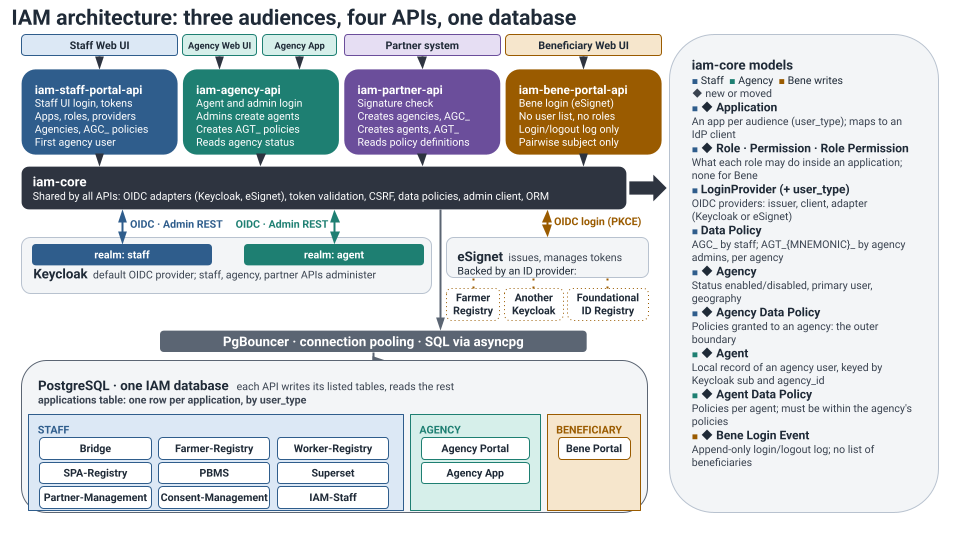 IAM architecture: three audiences, four APIs, one database
Staff Web UI
Agency Web UI
Agency App
Partner system
Beneficiary Web UI
iam-staff-portal-api
Staff UI login, tokens
Apps, roles, providers
Agencies, AGC_ policies
First agency user
iam-agency-api
Agent and admin login
Admins create agents
Creates AGT_ policies
Reads agency status
iam-partner-api
Signature check
Creates agencies, AGC_
Creates agents, AGT_
Reads policy definitions
iam-bene-portal-api
Bene login (eSignet)
No user list, no roles
Login/logout log only
Pairwise subject only
iam-core
Shared by all APIs: OIDC adapters (Keycloak, eSignet), token validation, CSRF, data policies, admin client, ORM
OIDC · Admin REST
OIDC · Admin REST
OIDC login (PKCE)
realm: staff
realm: agent
Keycloak default OIDC provider; staff, agency, partner APIs administer
eSignet issues, manages tokens
Backed by an ID provider:
Farmer
Registry
Another
Keycloak
Foundational
ID Registry
PgBouncer · connection pooling · SQL via asyncpg
PostgreSQL · one IAM database each API writes its listed tables, reads the rest
applications table: one row per application, by user_type
STAFF
Bridge
Farmer-Registry
Worker-Registry
SPA-Registry
PBMS
Superset
Partner-Management
Consent-Management
IAM-Staff
AGENCY
Agency Portal
Agency App
BENEFICIARY
Bene Portal
iam-core models
■ Staff ■ Agency ■ Bene writes
◆ new or moved
■ ◆ Application
An app per audience (user_type); maps to an
IdP client
■ ◆ Role · Permission · Role Permission
What each role may do inside an application;
none for Bene
■ LoginProvider (+ user_type)
OIDC providers: issuer, client, adapter
(Keycloak or eSignet)
■ Data Policy
AGC_ by staff; AGT_{MNEMONIC}_ by agency
admins, per agency
■ ◆ Agency
Status enabled/disabled, primary user,
geography
■ ◆ Agency Data Policy
Policies granted to an agency: the outer
boundary
■ ◆ Agent
Local record of an agency user, keyed by
Keycloak sub and agency_id
■ ◆ Agent Data Policy
Policies per agent; must be within the agency's
policies
■ ◆ Bene Login Event
Append-only login/logout log; no list of
beneficiaries